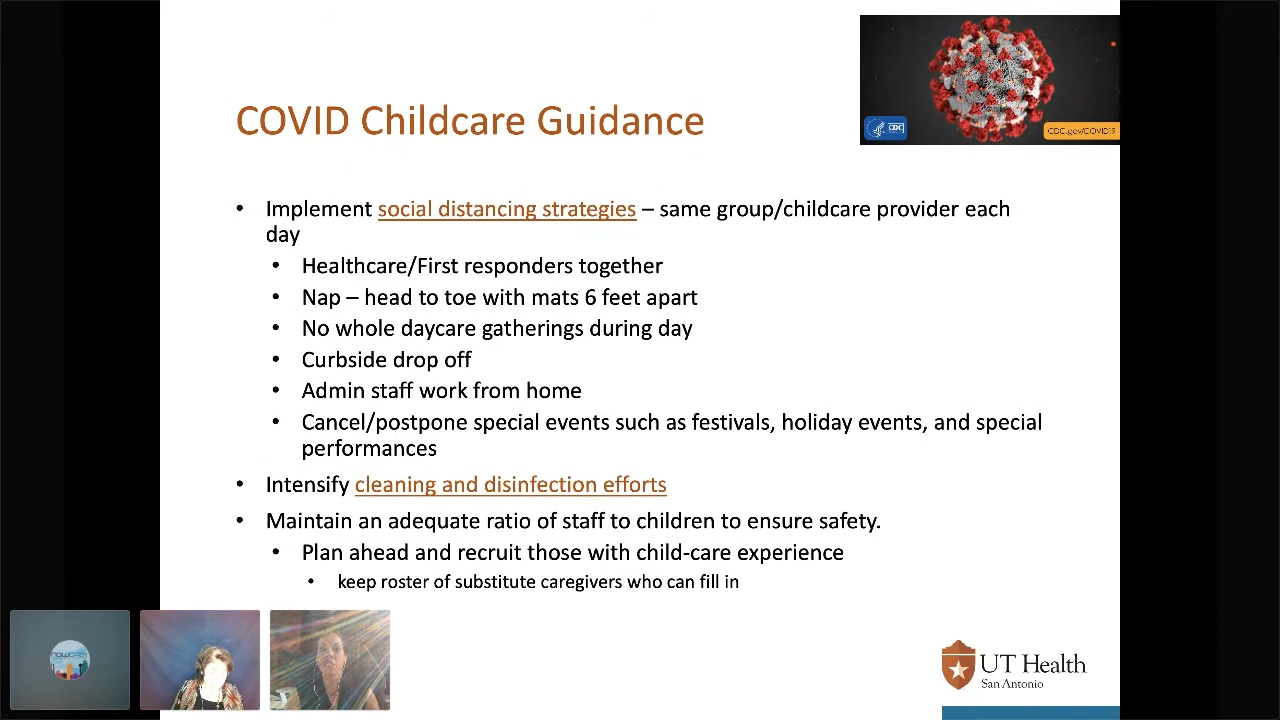 CDC
CDC.gov/COVID19
COVID Childcare Guidance
• Implement social distancing strategies – same group/childcare provider each
day
• Healthcare/First responders together
• Nap – head to toe with mats 6 feet apart
• No whole daycare gatherings during day
• Curbside drop off
• Admin staff work from home
• Cancel/postpone special events such as festivals, holiday events, and special
performances
• Intensify cleaning and disinfection efforts
• Maintain an adequate ratio of staff to children to ensure safety.
• Plan ahead and recruit those with child-care experience
• keep roster of substitute caregivers who can fill in
NOWCAST
UT Health
San Antonio